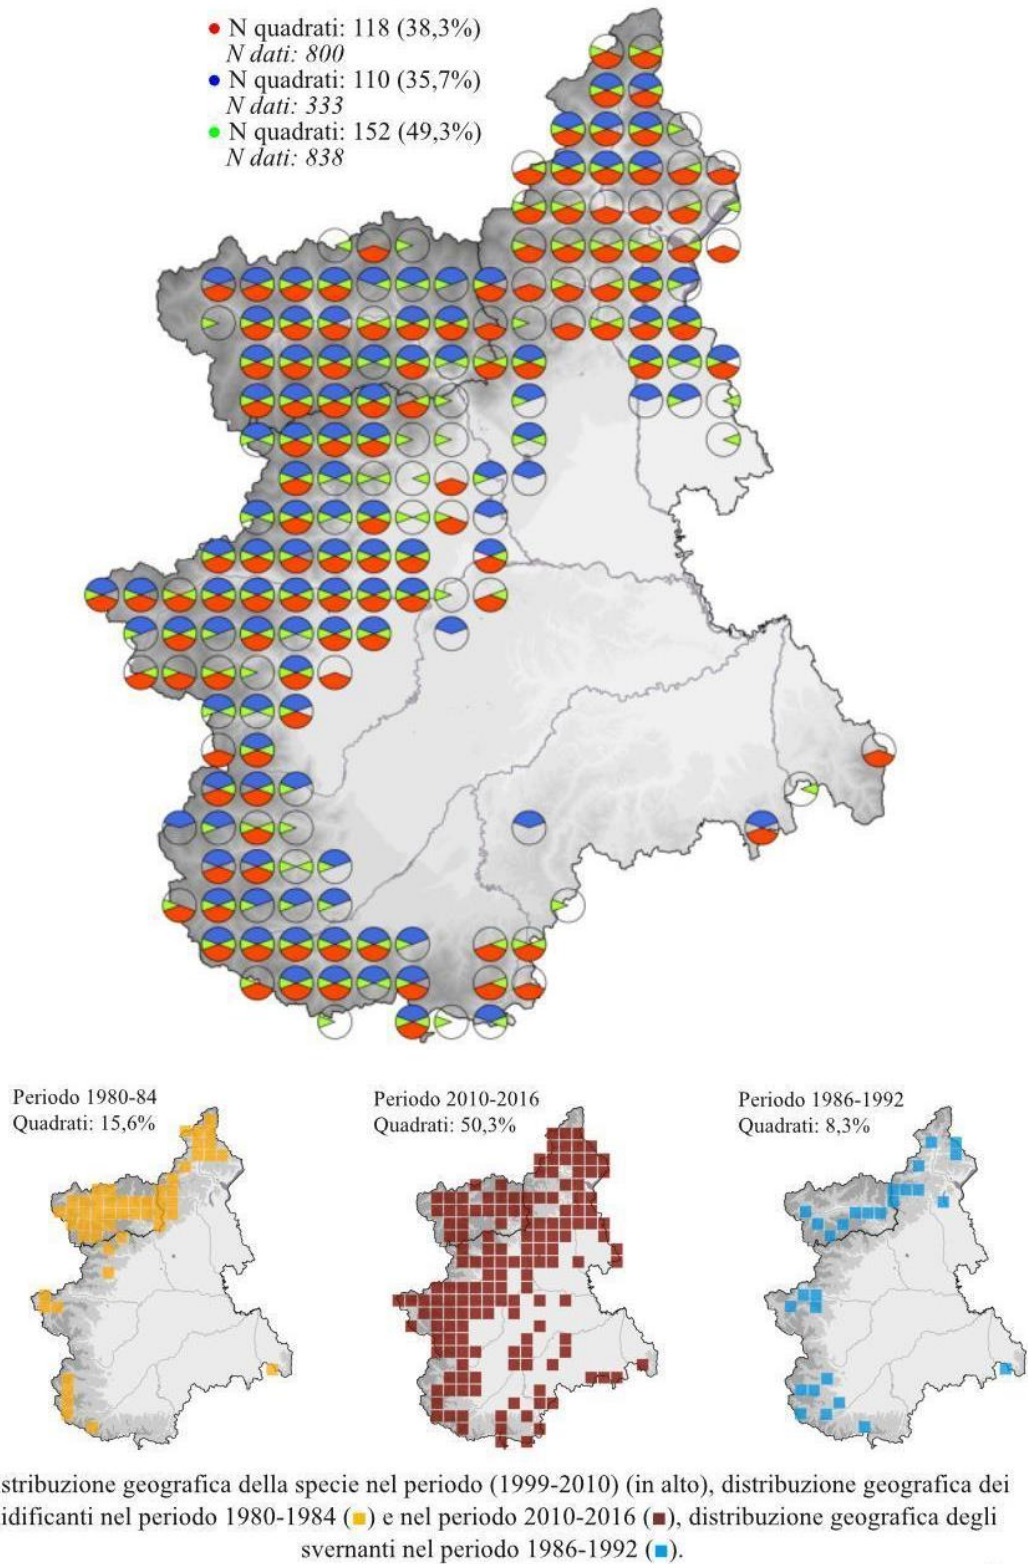 N quadrati: 118 (38,3%)
N dati: 800
N quadrati: 110 (35,7%)
N dati: 333
N quadrati: 152 (49,3%)
N dati: 838
Periodo 1980-84
Quadrati: 15,6%
Periodo 2010-2016
Quadrati: 50,3%
Periodo 1986-1992
Quadrati: 8,3%
stribuzione geografica della specie nel periodo (1999-2010) (in alto), distribuzione geografica dei
idificanti nel periodo 1980-1984 (■) e nel periodo 2010-2016 (■), distribuzione geografica degli
svernanti nel periodo 1986-1992 (■).